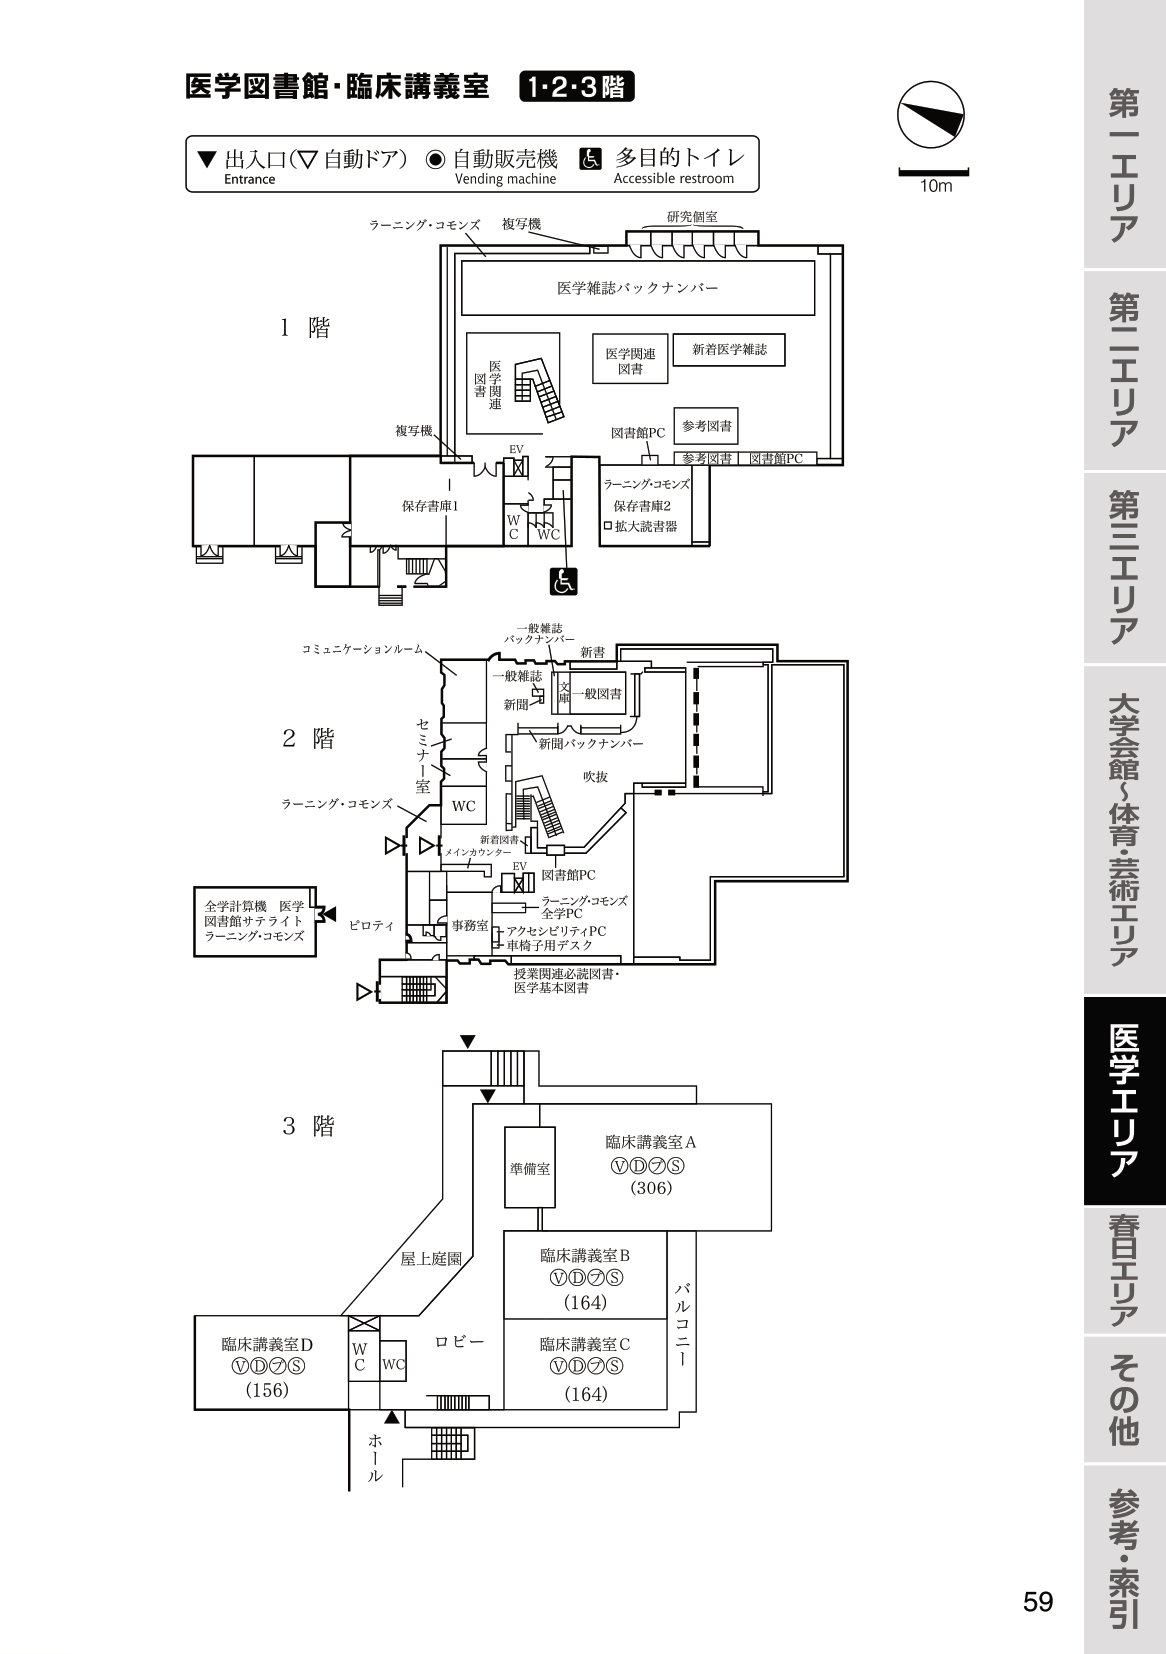 医学図書館・臨床講義室 1・2・3階
出入口(▽自動ドア)
Entrance
自動販売機
Vending machine
多目的トイレ
Accessible restroom
10m
1 階
ラーニング・コモンズ
複写機
研究個室
医学雑誌バックナンバー
医学関連
図書
医学関連
図書
新着医学雑誌
参考図書
図書館PC
参考図書
図書館PC
複写機
EV
保存書庫1
WC
WC
ラーニング・コモンズ
保存書庫2
拡大読書器
2 階
コミュニケーションルーム
一般雑誌
バックナンバー
新書
一般雑誌
新聞
文庫
一般図書
セミナー室
新聞バックナンバー
吹抜
ラーニング・コモンズ
WC
新着図書
メインカウンター
EV
図書館PC
全学計算機 医学
図書館サテライト
ラーニング・コモンズ
ピロティ
事務室
ラーニング・コモンズ
全学PC
アクセシビリティPC
車椅子用デスク
授業関連必読図書・
医学基本図書
3 階
準備室
臨床講義室A
ⓋⒹ㋫Ⓢ
(306)
屋上庭園
臨床講義室B
ⓋⒹ㋫Ⓢ
(164)
バルコニー
臨床講義室D
ⓋⒹ㋫Ⓢ
(156)
WC
WC
ロビー
臨床講義室C
ⓋⒹ㋫Ⓢ
(164)
ホール
第一エリア
第二エリア
第三エリア
大学会館〜体育・芸術エリア
医学エリア
春日エリア
その他
参考・索引
59